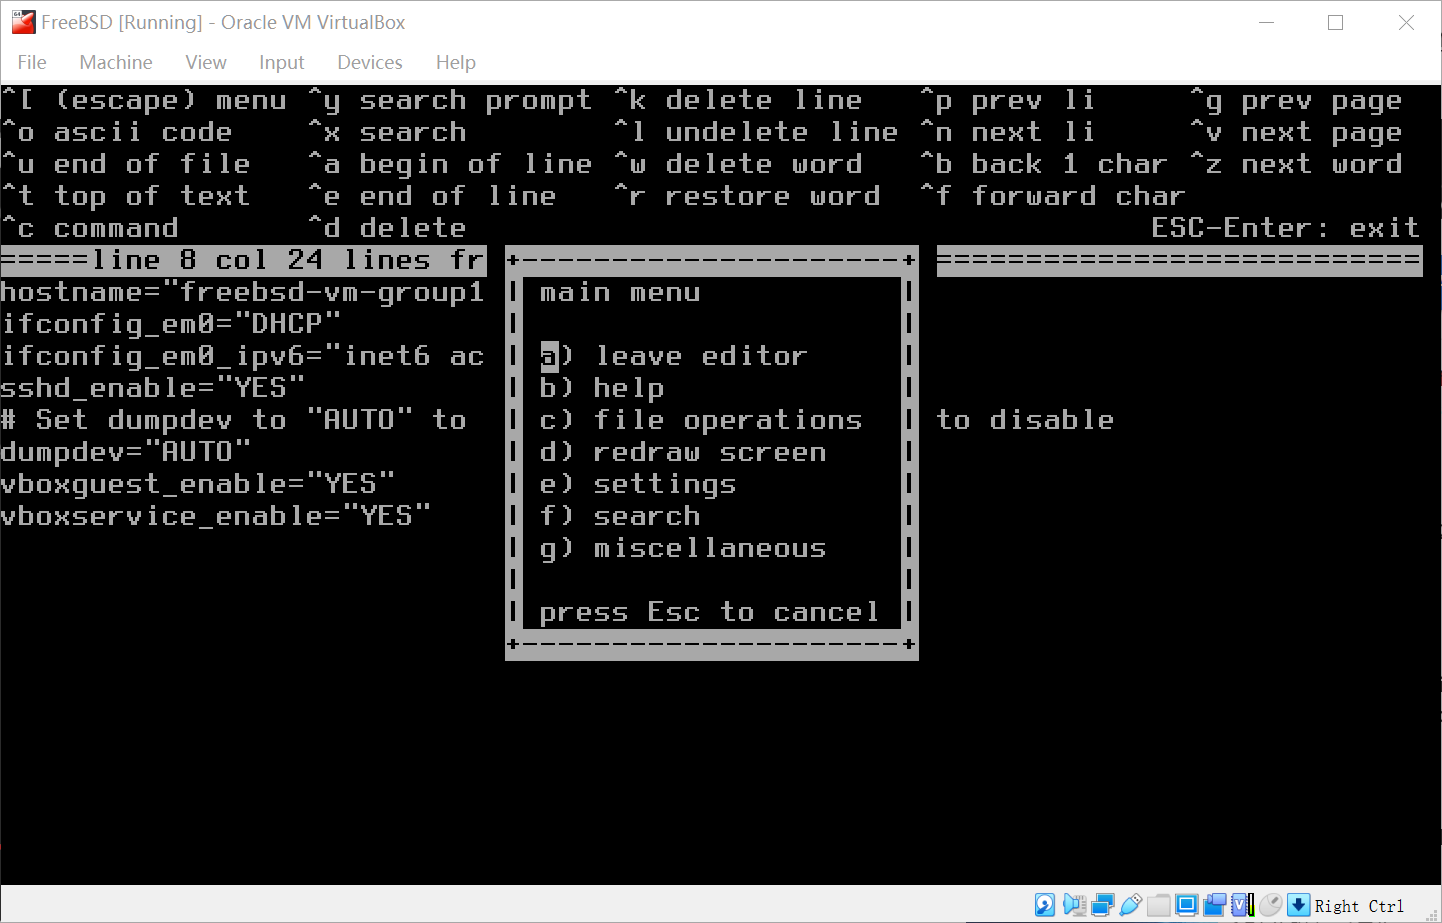 FreeBSD [Running] - Oracle VM VirtualBox
File Machine View Input Devices Help
^[ (escape) menu ^y search prompt ^k delete line ^p prev li ^g prev page
^o ascii code ^x search ^l undelete line ^n next li ^v next page
^u end of file ^a begin of line ^w delete word ^b back 1 char ^z next word
^t top of text ^e end of line ^r restore word ^f forward char
^c command ^d delete ESC-Enter: exit
=====line 8 col 24 lines fr +---------------------+ ===========================
hostname="freebsd-vm-group1 | main menu |
ifconfig_em0="DHCP" | |
ifconfig_em0_ipv6="inet6 ac | a) leave editor |
sshd_enable="YES" | b) help |
# Set dumpdev to "AUTO" to | c) file operations | to disable
dumpdev="AUTO" | d) redraw screen |
vboxguest_enable="YES" | e) settings |
vboxservice_enable="YES" | f) search |
| g) miscellaneous |
| |
| press Esc to cancel |
+---------------------+
Right Ctrl